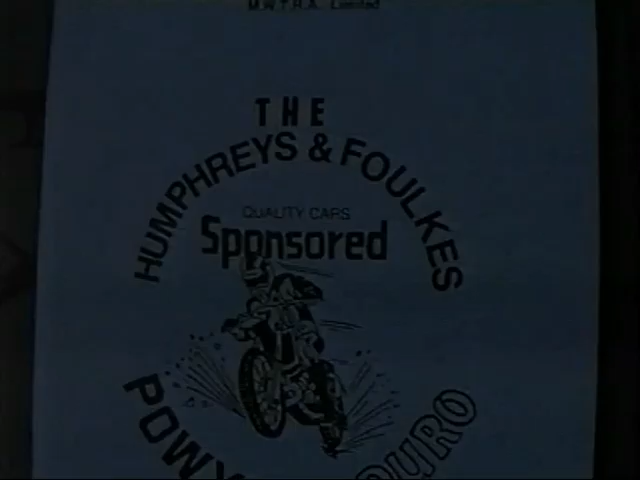 M.W.T.R.A. Limited
THE
HUMPHREYS & FOULKES
QUALITY CARS
Sponsored